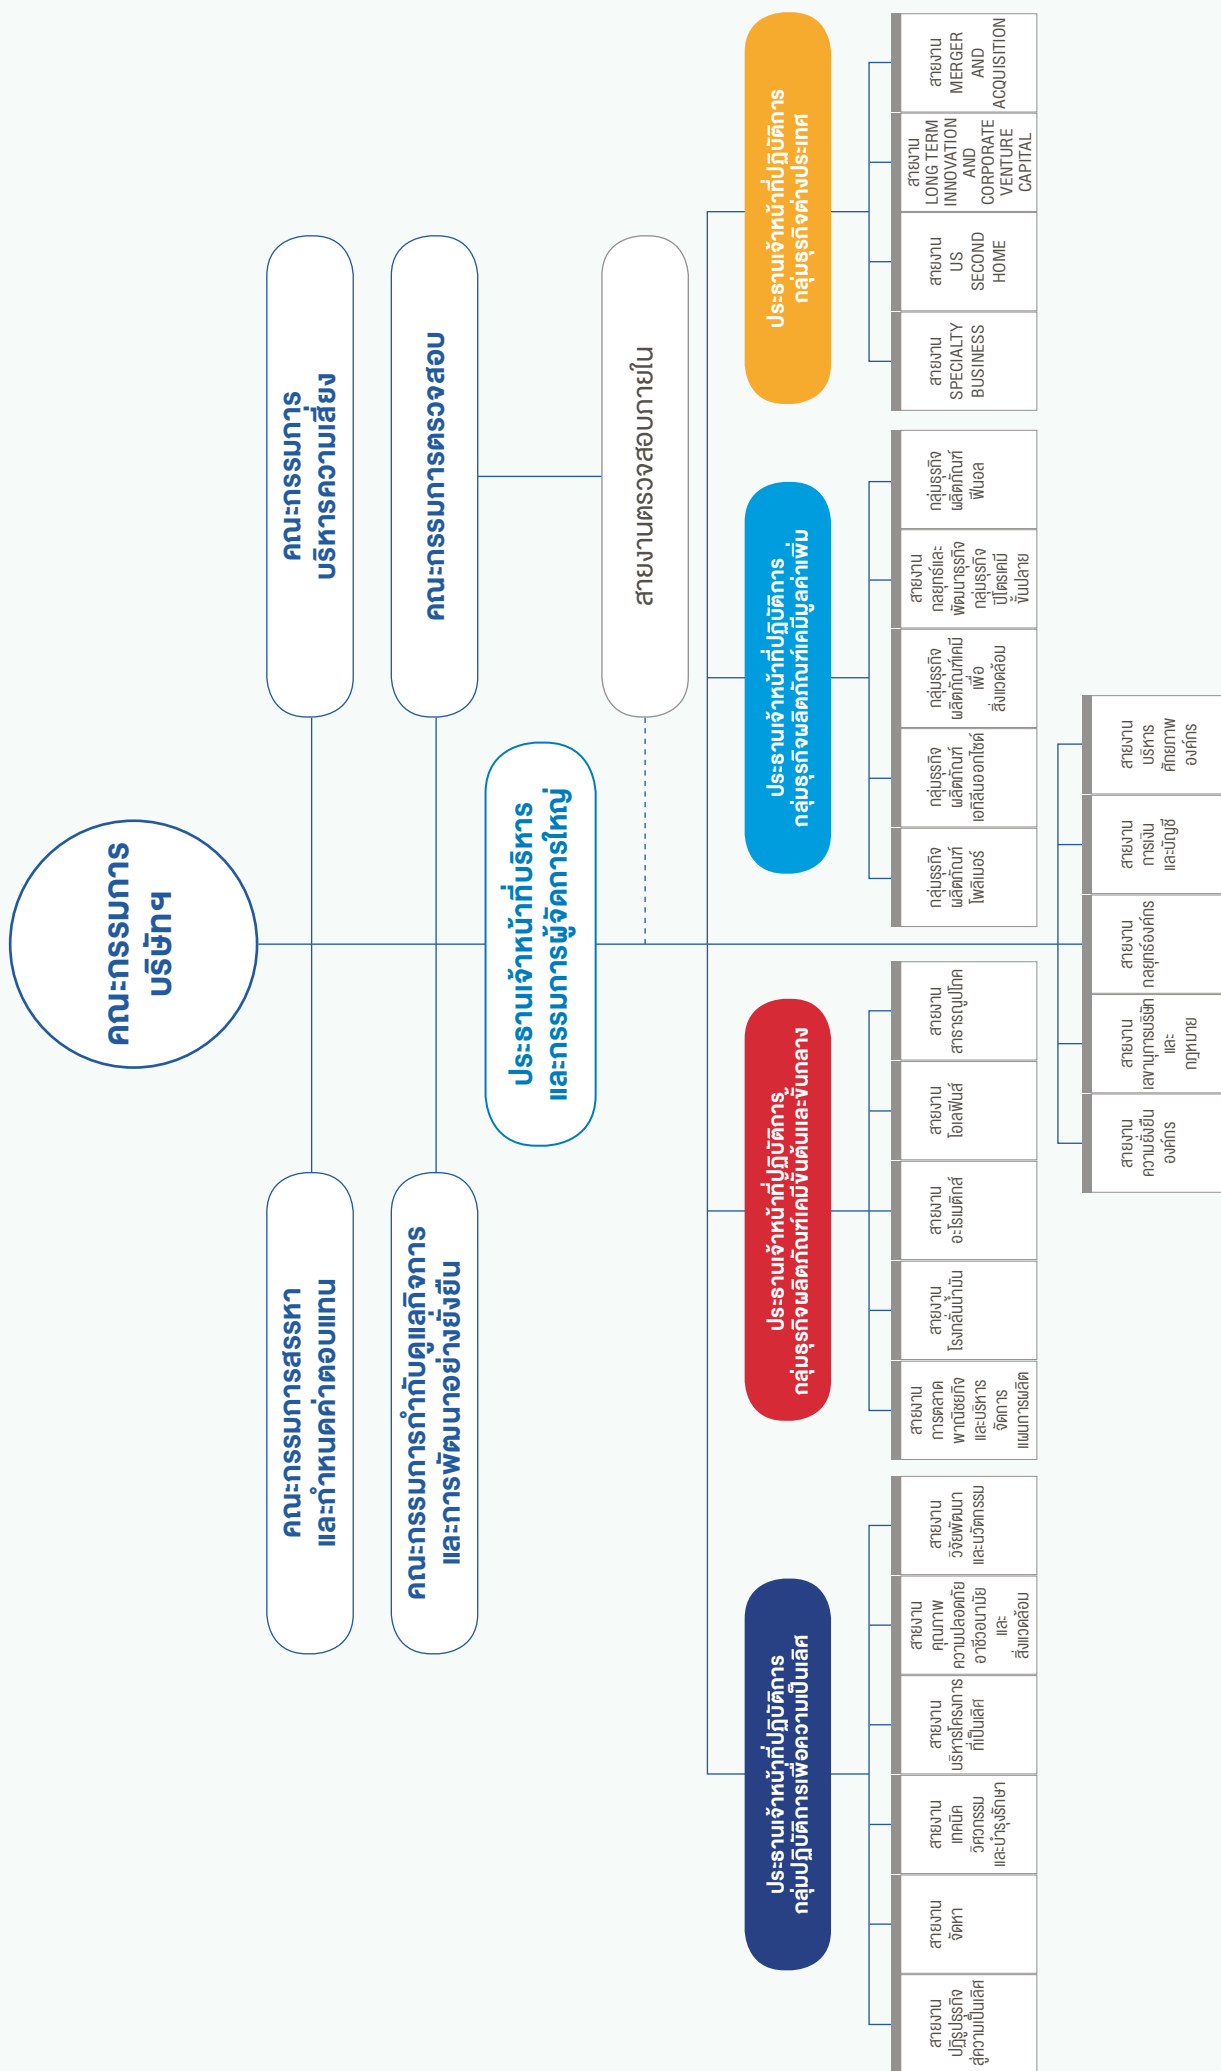 คณะกรรมการ
บริษัทฯ
คณะกรรมการสรรหา
และกำหนดค่าตอบแทน
คณะกรรมการ
บริหารความเสี่ยง
คณะกรรมการกำกับดูแลกิจการ
และการพัฒนาอย่างยั่งยืน
คณะกรรมการตรวจสอบ
ประธานเจ้าหน้าที่บริหาร
และกรรมการผู้จัดการใหญ่
สายงานตรวจสอบภายใน
ประธานเจ้าหน้าที่ปฏิบัติการ
กลุ่มปฏิบัติการเพื่อความเป็นเลิศ
ประธานเจ้าหน้าที่ปฏิบัติการ
กลุ่มธุรกิจผลิตภัณฑ์เคมีขั้นต้นและขั้นกลาง
ประธานเจ้าหน้าที่ปฏิบัติการ
กลุ่มธุรกิจผลิตภัณฑ์เคมีมูลค่าเพิ่ม
ประธานเจ้าหน้าที่ปฏิบัติการ
กลุ่มธุรกิจต่างประเทศ
สายงาน
ปฏิรูปธุรกิจ
สู่ความเป็นเลิศ
สายงาน
จัดหา
สายงาน
เทคนิค
วิศวกรรม
และบำรุงรักษา
สายงาน
บริหารโครงการ
ที่เป็นเลิศ
สายงาน
คุณภาพ
ความปลอดภัย
อาชีวอนามัย
และ
สิ่งแวดล้อม
สายงาน
วิจัยพัฒนา
และนวัตกรรม
สายงาน
การตลาด
พาณิชยกิจ
และบริหาร
จัดการ
แผนการผลิต
สายงาน
โรงกลั่นน้ำมัน
สายงาน
อะโรเมติกส์
สายงาน
โอเลฟินส์
สายงาน
สาธารณูปโภค
กลุ่มธุรกิจ
ผลิตภัณฑ์
โพลิเมอร์
กลุ่มธุรกิจ
ผลิตภัณฑ์
เอทิลีนออกไซด์
กลุ่มธุรกิจ
ผลิตภัณฑ์เคมี
เพื่อ
สิ่งแวดล้อม
สายงาน
กลยุทธ์และ
พัฒนาธุรกิจ
กลุ่มธุรกิจ
ปิโตรเคมี
ขั้นปลาย
กลุ่มธุรกิจ
ผลิตภัณฑ์
ฟีนอล
สายงาน
SPECIALTY
BUSINESS
สายงาน
US
SECOND
HOME
สายงาน
LONG TERM
INNOVATION
AND
CORPORATE
VENTURE
CAPITAL
สายงาน
MERGER
AND
ACQUISITION
สายงาน
ความยั่งยืน
องค์กร
สายงาน
เลขานุการบริษัท
และ
กฎหมาย
สายงาน
กลยุทธ์องค์กร
สายงาน
การเงิน
และบัญชี
สายงาน
บริหาร
ศักยภาพ
องค์กร